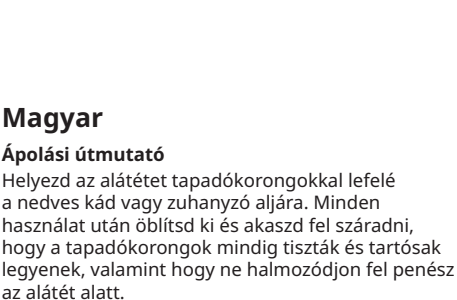 Magyar
Ápolási útmutató
Helyezd az alátétet tapadókorongokkal lefelé
a nedves kád vagy zuhanyzó aljára. Minden
használat után öblítsd ki és akaszd fel száradni,
hogy a tapadókorongok mindig tiszták és tartósak
legyenek, valamint hogy ne halmozódjon fel penész
az alátét alatt.